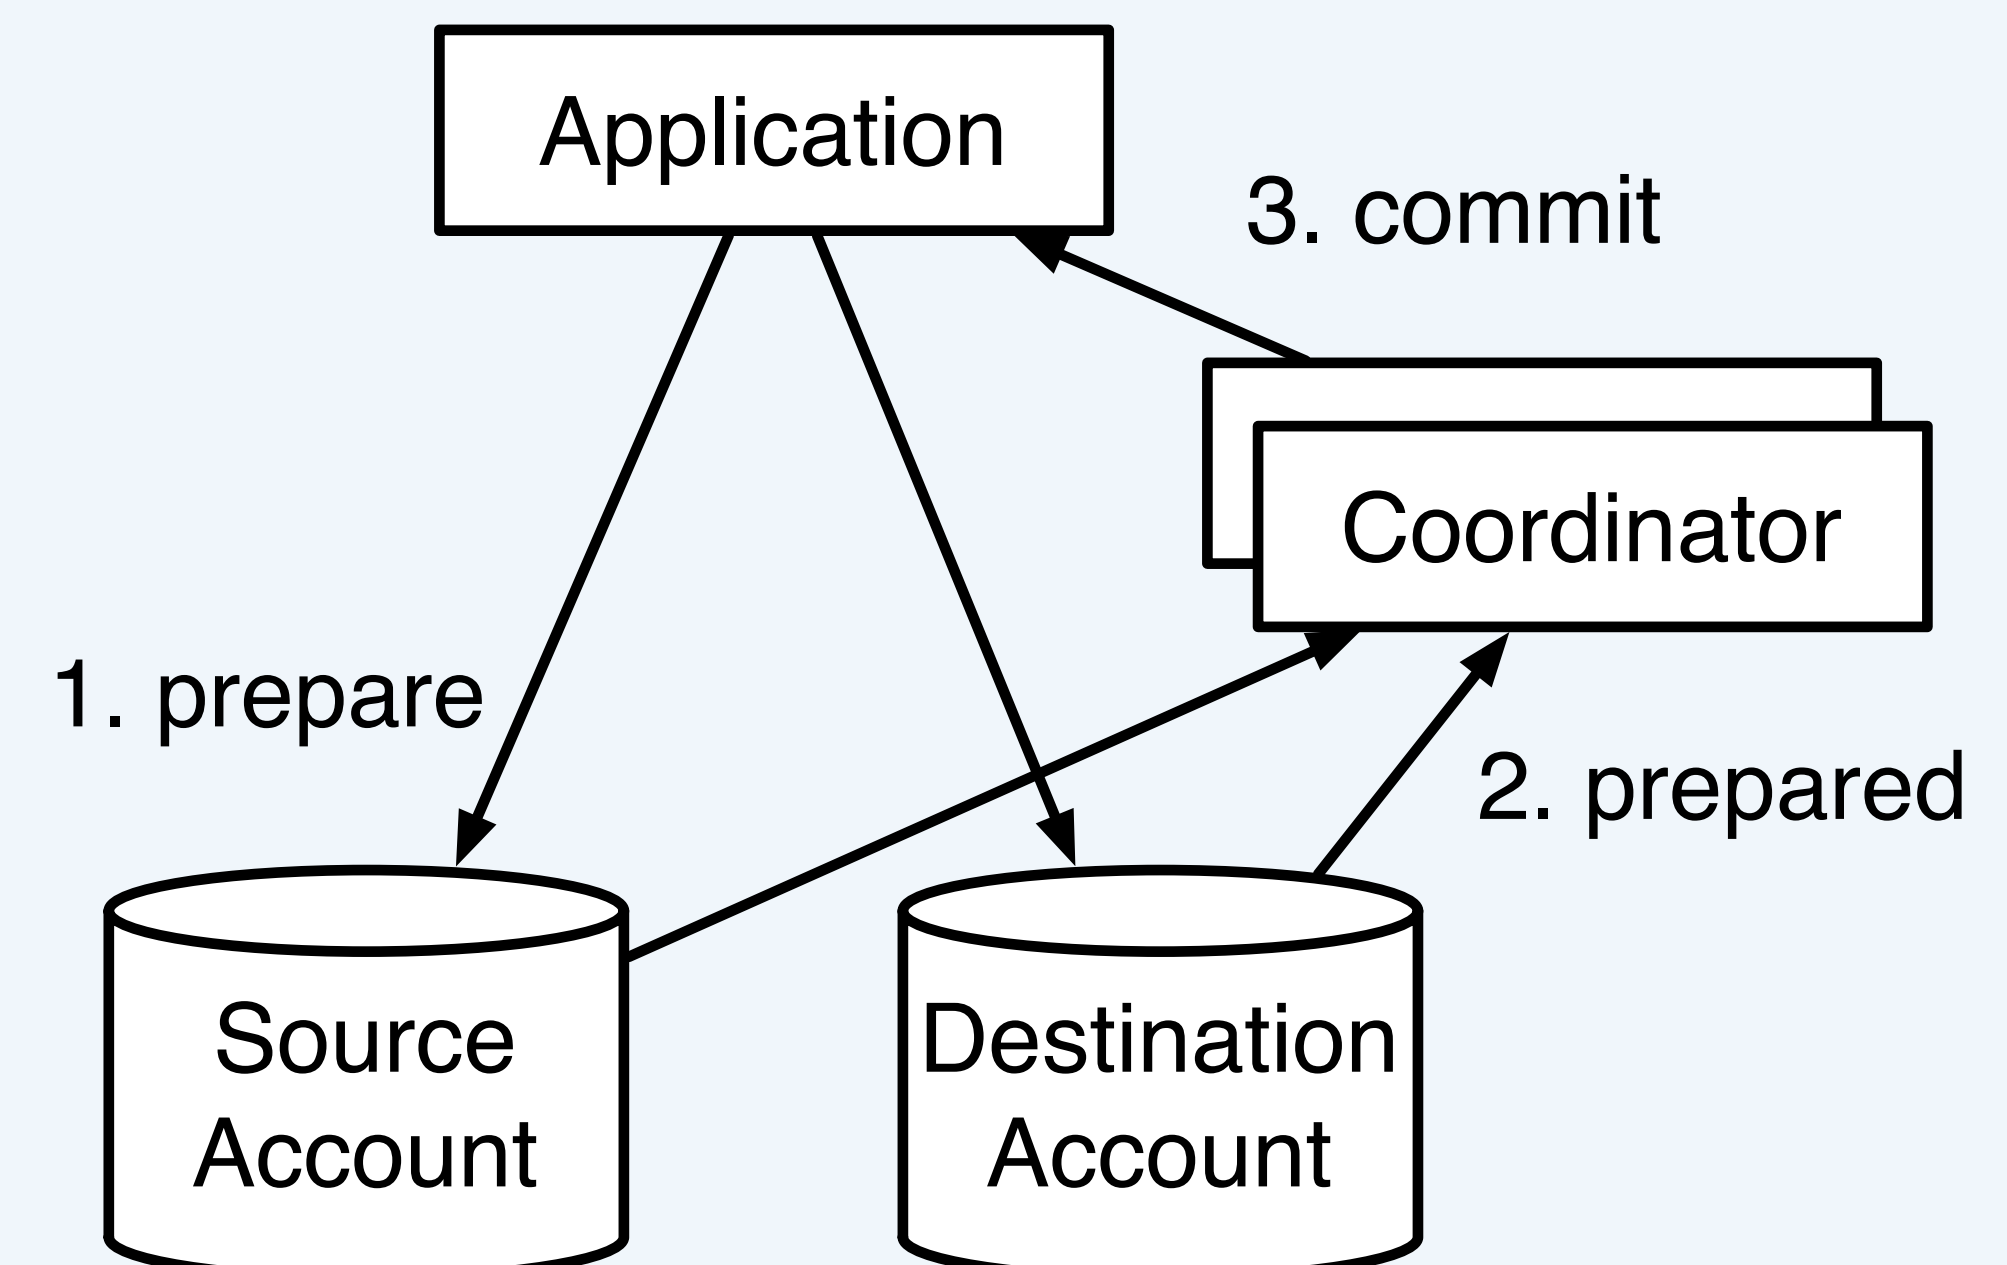 Application
3. commit
Coordinator
1. prepare
2. prepared
Source
Account
Destination
Account